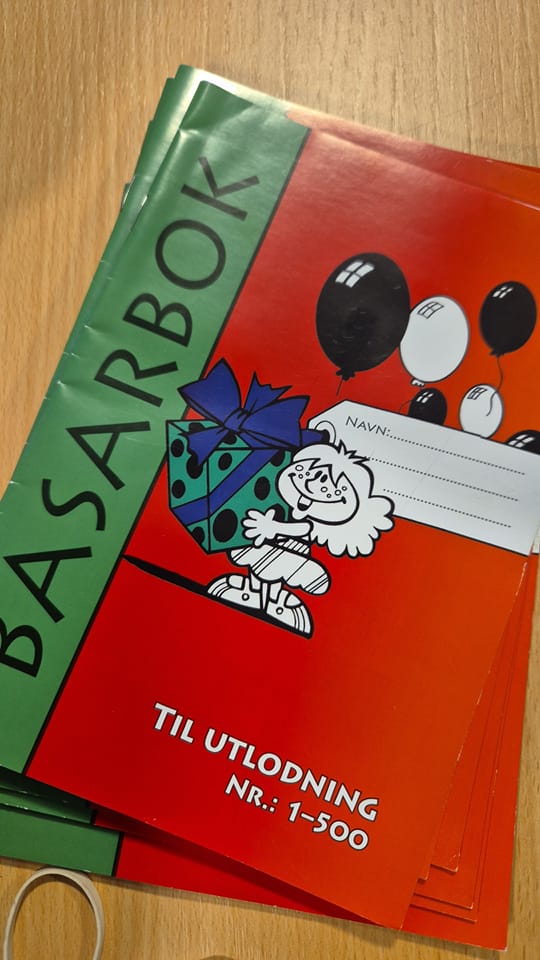 BASARBOK
NAVN:
TIL UTLODNING
NR.: 1–500